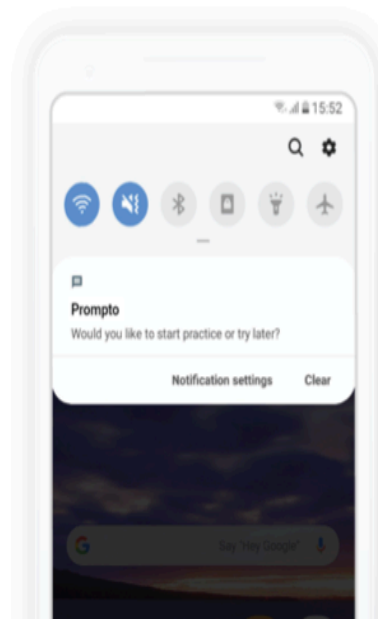 15:52
Prompto
Would you like to start practice or try later?
Notification settings Clear
Say "Hey Google"